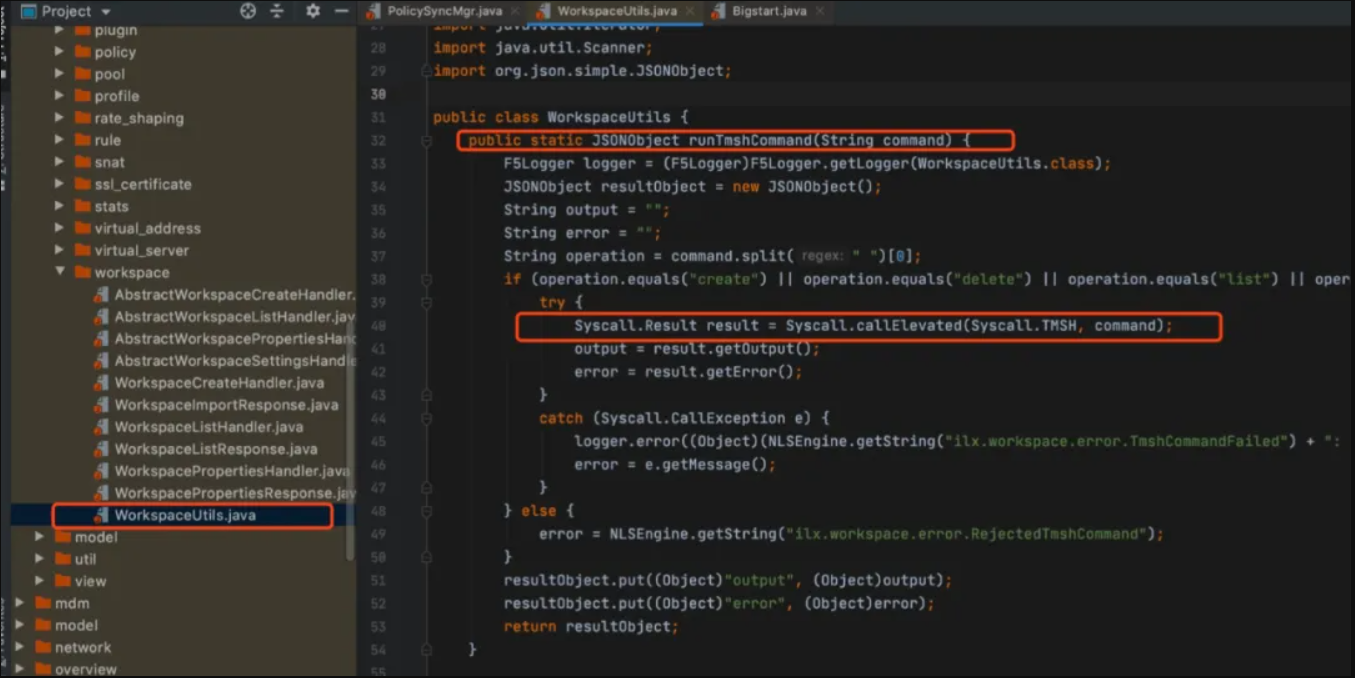 Project
PolicySyncMgr.java
WorkspaceUtils.java
Bigstart.java
plugin
policy
pool
profile
rate_shaping
rule
snat
ssl_certificate
stats
virtual_address
virtual_server
workspace
AbstractWorkspaceCreateHandler.
AbstractWorkspaceListHandler.jav
AbstractWorkspacePropertiesHand
AbstractWorkspaceSettingsHandle
WorkspaceCreateHandler.java
WorkspaceImportResponse.java
WorkspaceListHandler.java
WorkspaceListResponse.java
WorkspacePropertiesHandler.java
WorkspacePropertiesResponse.jav
WorkspaceUtils.java
model
util
view
mdm
model
network
overview
27 import java.util.Iterator;
28 import java.util.Scanner;
29 import org.json.simple.JSONObject;
30
31 public class WorkspaceUtils {
32 public static JSONObject runTmshCommand(String command) {
33 F5Logger logger = (F5Logger)F5Logger.getLogger(WorkspaceUtils.class);
34 JSONObject resultObject = new JSONObject();
35 String output = "";
36 String error = "";
37 String operation = command.split( regex: " ")[0];
38 if (operation.equals("create") || operation.equals("delete") || operation.equals("list") || oper
39 try {
40 Syscall.Result result = Syscall.callElevated(Syscall.TMSH, command);
41 output = result.getOutput();
42 error = result.getError();
43 }
44 catch (Syscall.CallException e) {
45 logger.error((Object)(NLSEngine.getString("ilx.workspace.error.TmshCommandFailed") + ":
46 error = e.getMessage();
47 }
48 } else {
49 error = NLSEngine.getString("ilx.workspace.error.RejectedTmshCommand");
50 }
51 resultObject.put((Object)"output", (Object)output);
52 resultObject.put((Object)"error", (Object)error);
53 return resultObject;
54 }
55